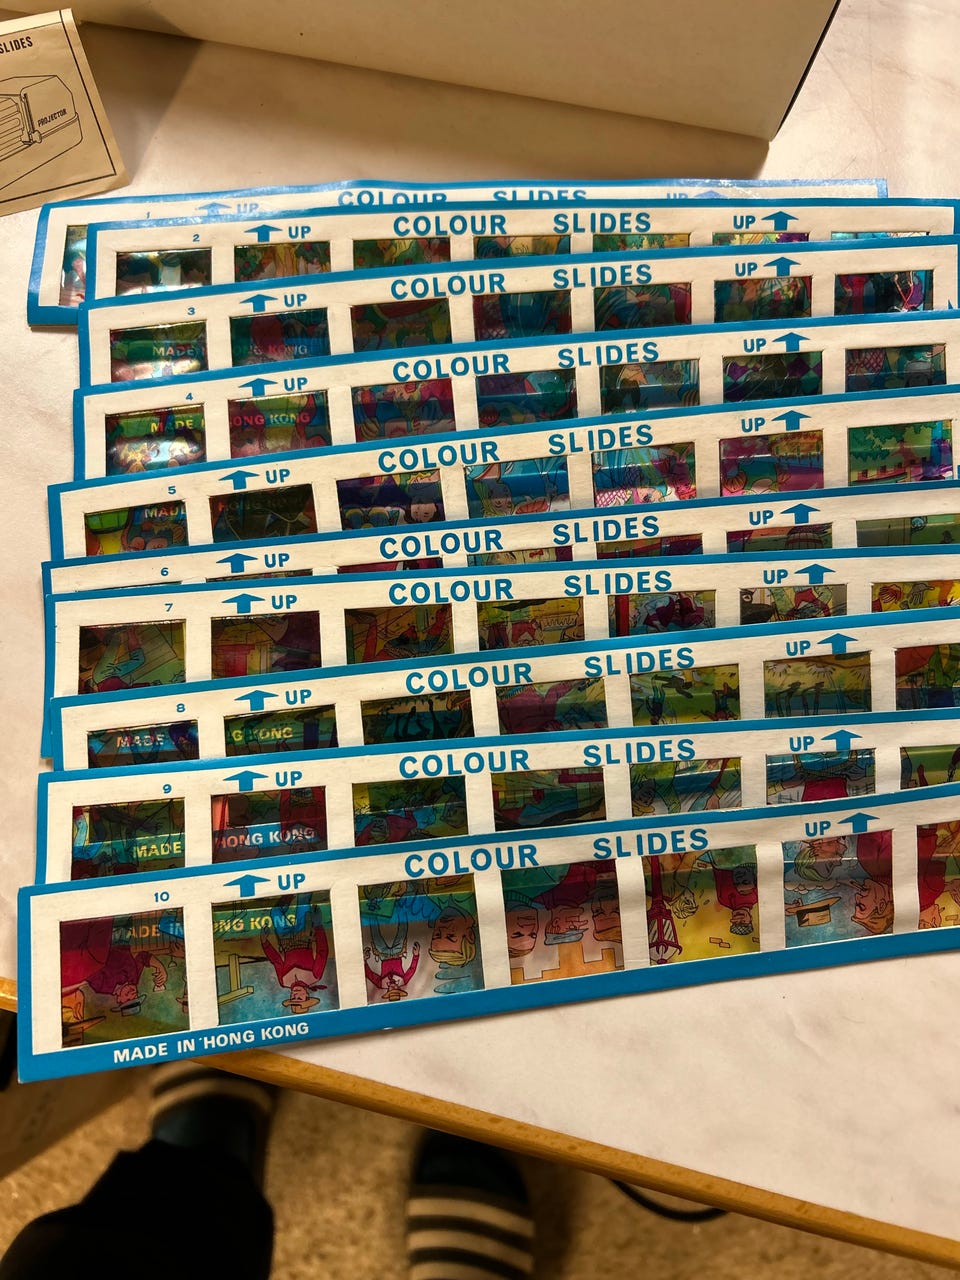 SLIDES
PROJECTOR
1 UP COLOUR SLIDES UP
2 UP COLOUR SLIDES UP
3 UP COLOUR SLIDES UP
MADE HONG KONG
4 UP COLOUR SLIDES UP
MADE HONG KONG
5 UP COLOUR SLIDES UP
MADE
6 UP COLOUR SLIDES UP
7 UP COLOUR SLIDES UP
8 UP COLOUR SLIDES UP
MADE G KONG
9 UP COLOUR SLIDES UP
MADE HONG KONG
10 UP COLOUR SLIDES UP
MADE IN NG KONG
MADE IN HONG KONG